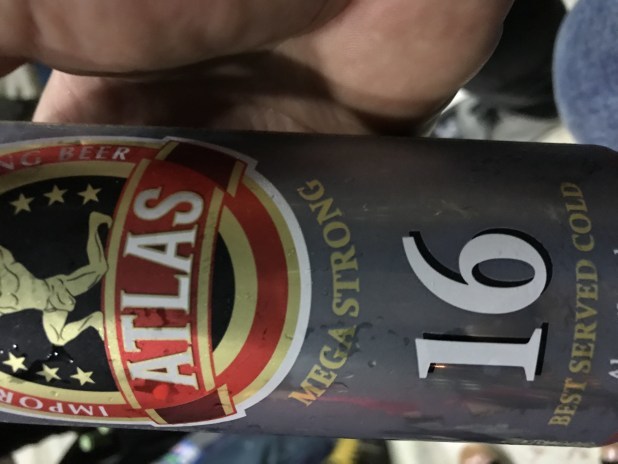 IMPOR
NG BEER
ATLAS
MEGA STRONG
16
BEST SERVED COLD